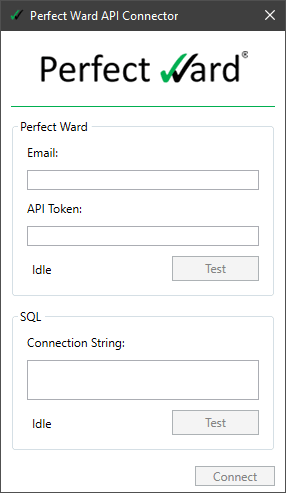 Perfect Ward API Connector
Perfect Ward®
Perfect Ward
Email:
API Token:
Idle
Test
SQL
Connection String:
Idle
Test
Connect